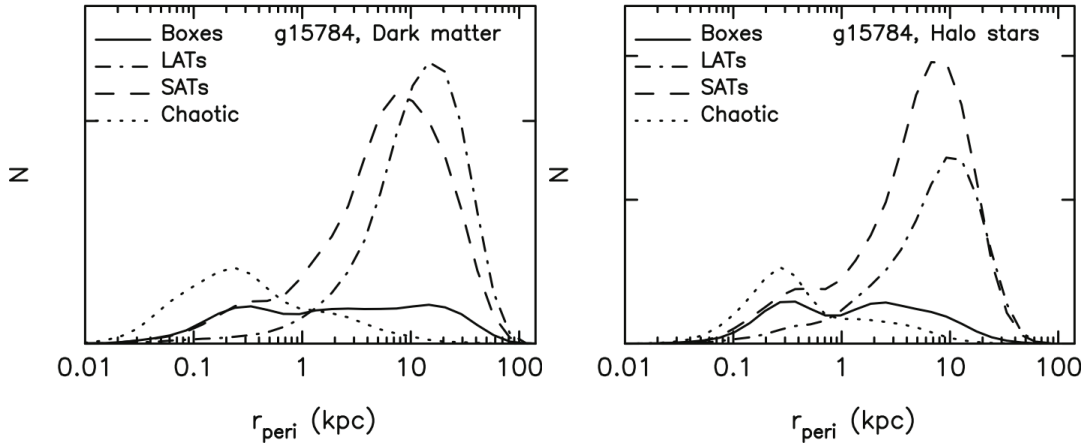 Boxes
LATs
SATs
Chaotic
g15784, Dark matter
N
0.01 0.1 1 10 100
r_peri (kpc)
Boxes
LATs
SATs
Chaotic
g15784, Halo stars
N
0.01 0.1 1 10 100
r_peri (kpc)